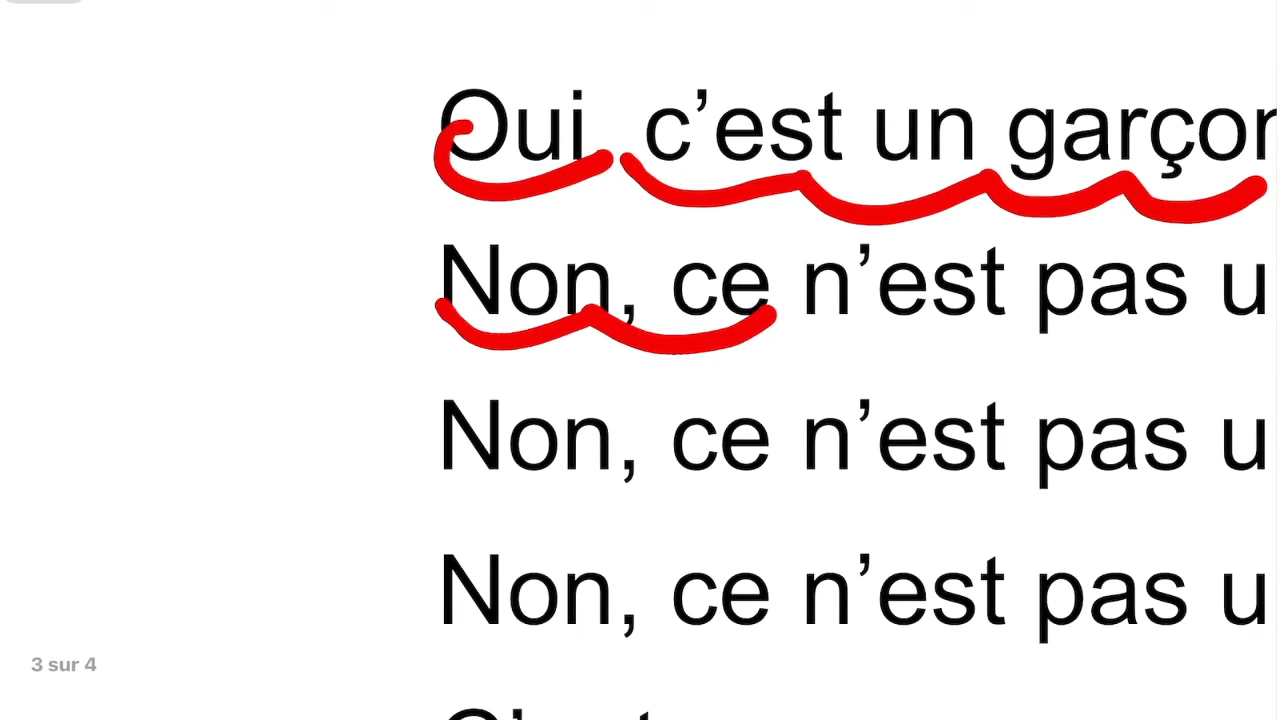 Oui, c’est un garçon
Non, ce n’est pas u
Non, ce n’est pas u
Non, ce n’est pas u
3 sur 4